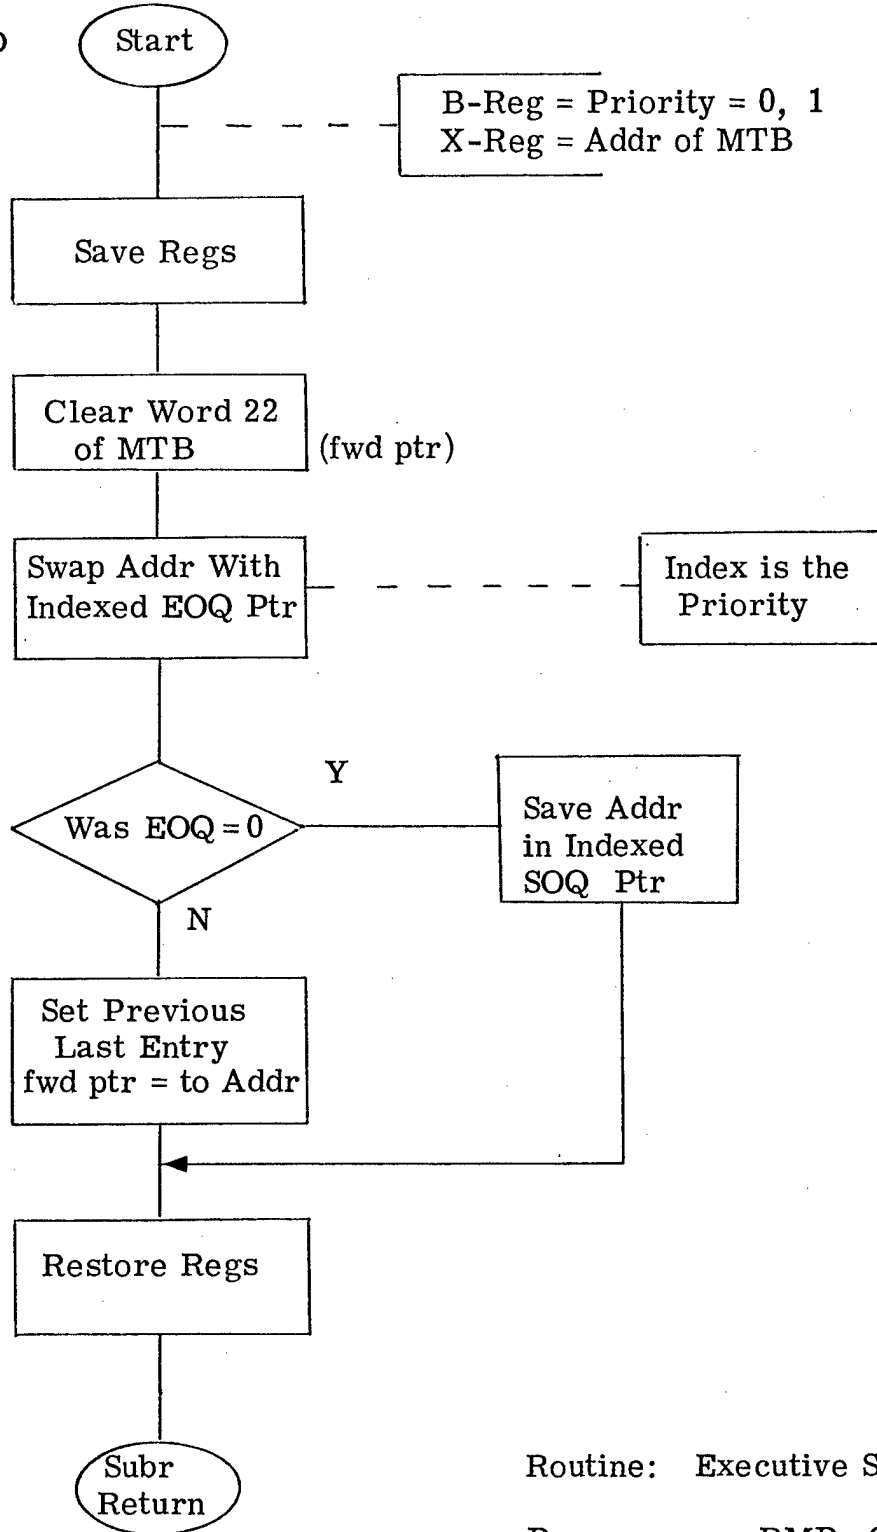 Start
B-Reg = Priority = 0, 1
X-Reg = Addr of MTB
Save Regs
Clear Word 22
of MTB
(fwd ptr)
Swap Addr With
Indexed EOQ Ptr
Index is the
Priority
Y
Was EOQ = 0
Save Addr
in Indexed
SOQ Ptr
N
Set Previous
Last Entry
fwd ptr = to Addr
Restore Regs
Subr
Return
Routine: Executive S